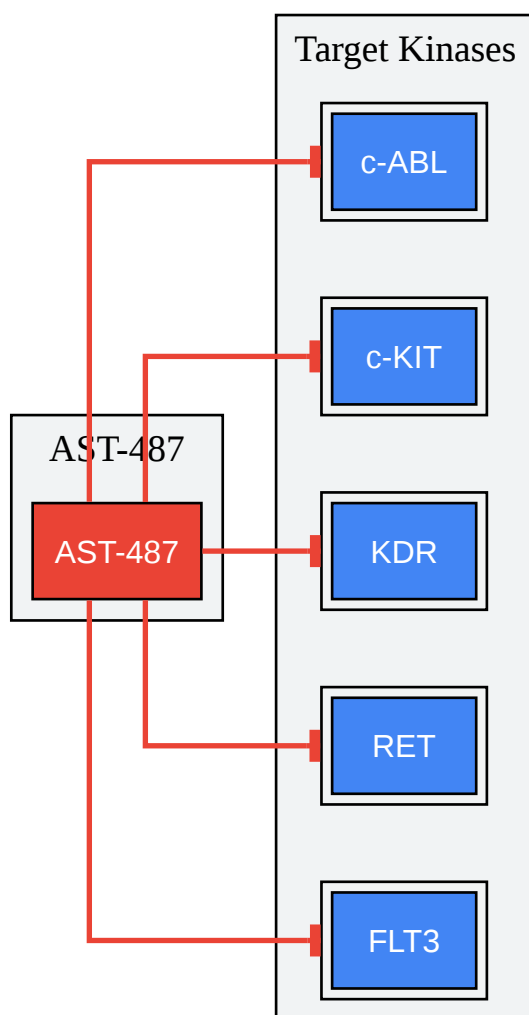 Target Kinases
c-ABL
c-KIT
AST-487
AST-487
KDR
RET
FLT3